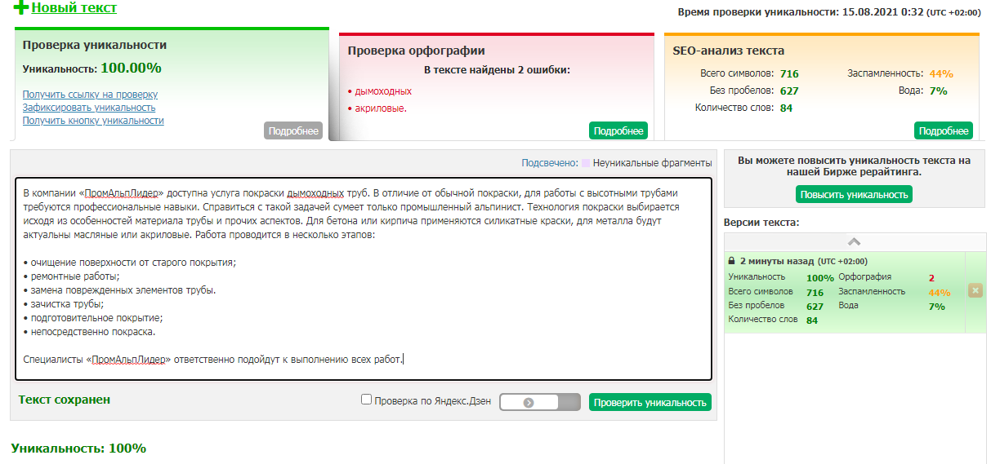 Новый текст
Время проверки уникальности: 15.08.2021 0:32 (UTC +02:00)
Проверка уникальности
Уникальность: 100.00%
Получить ссылку на проверку
Зафиксировать уникальность
Получить кнопку уникальности
Подробнее
Проверка орфографии
В тексте найдены 2 ошибки:
• дымоходных
• акриловые.
Подробнее
SEO-анализ текста
Всего символов: 716 Заспамленность: 44%
Без пробелов: 627 Вода: 7%
Количество слов: 84
Подробнее
Подсвечено: Неуникальные фрагменты
В компании «ПромАльпЛидер» доступна услуга покраски дымоходных труб. В отличие от обычной покраски, для работы с высотными трубами
требуются профессиональные навыки. Справиться с такой задачей сумеет только промышленный альпинист. Технология покраски выбирается
исходя из особенностей материала трубы и прочих аспектов. Для бетона или кирпича применяются силикатные краски, для металла будут
актуальны масляные или акриловые. Работа проводится в несколько этапов:
• очищение поверхности от старого покрытия;
• ремонтные работы;
• замена поврежденных элементов трубы.
• зачистка трубы;
• подготовительное покрытие;
• непосредственно покраска.
Специалисты «ПромАльпЛидер» ответственно подойдут к выполнению всех работ.
Текст сохранен
Проверка по Яндекс.Дзен
Проверить уникальность
Уникальность: 100%
Вы можете повысить уникальность текста на
нашей Бирже рерайтинга.
Повысить уникальность
Версии текста:
2 минуты назад (UTC +02:00)
Уникальность 100% Орфография 2
Всего символов 716 Заспамленность 44%
Без пробелов 627 Вода 7%
Количество слов 84